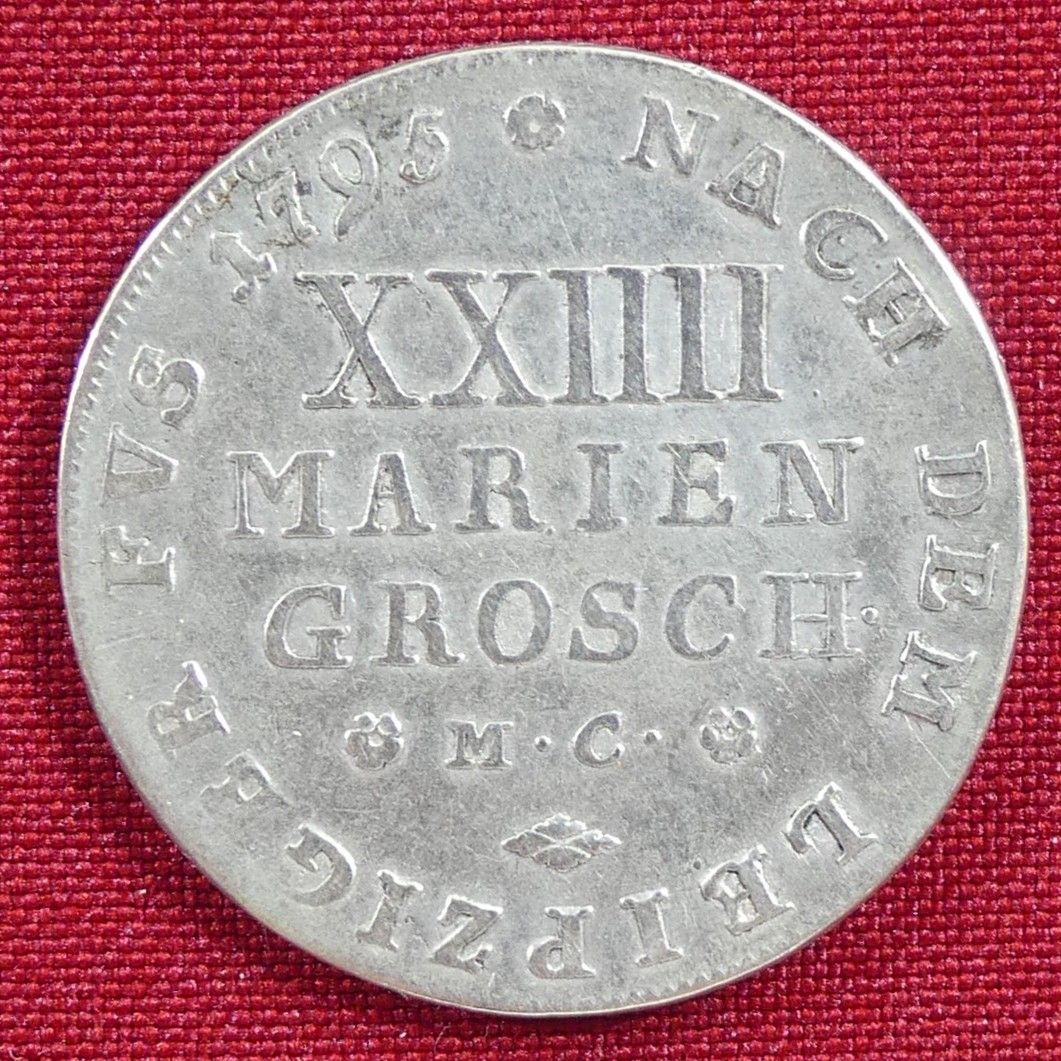 NACH DEM LEIPZIGER FVS 1795
XXIIII
MARIEN
GROSCH.
M·C·